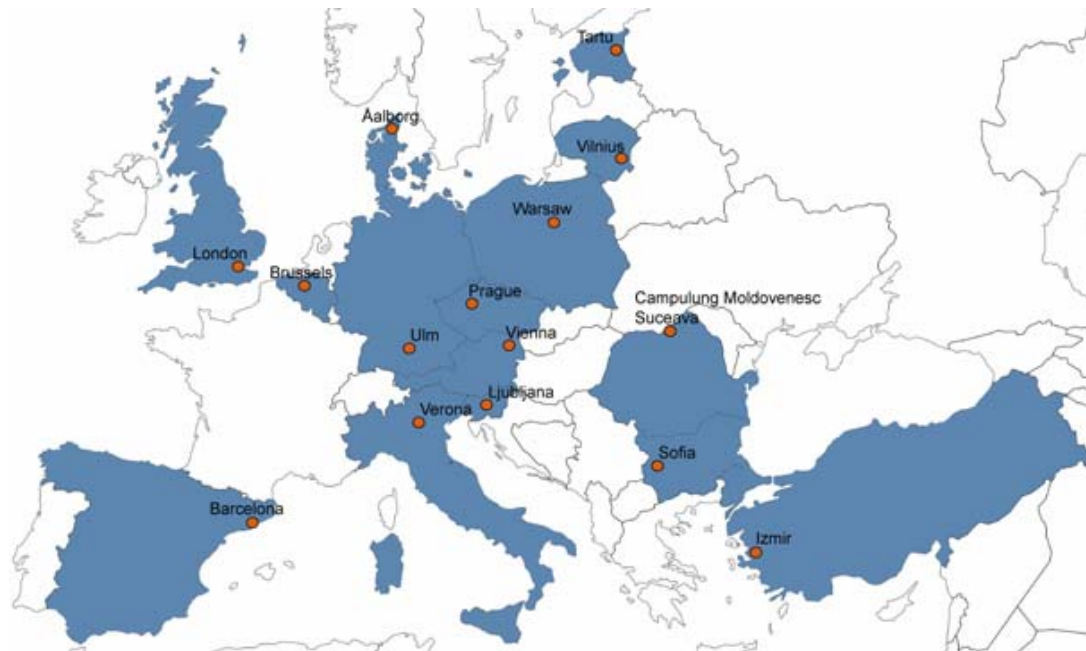 Tartu
Aalborg
Vilnius
Warsaw
London
Brussels
Prague
Campulung Moldovenesc
Suceava
Ulm
Vienna
Ljubljana
Verona
Sofia
Barcelona
Izmir